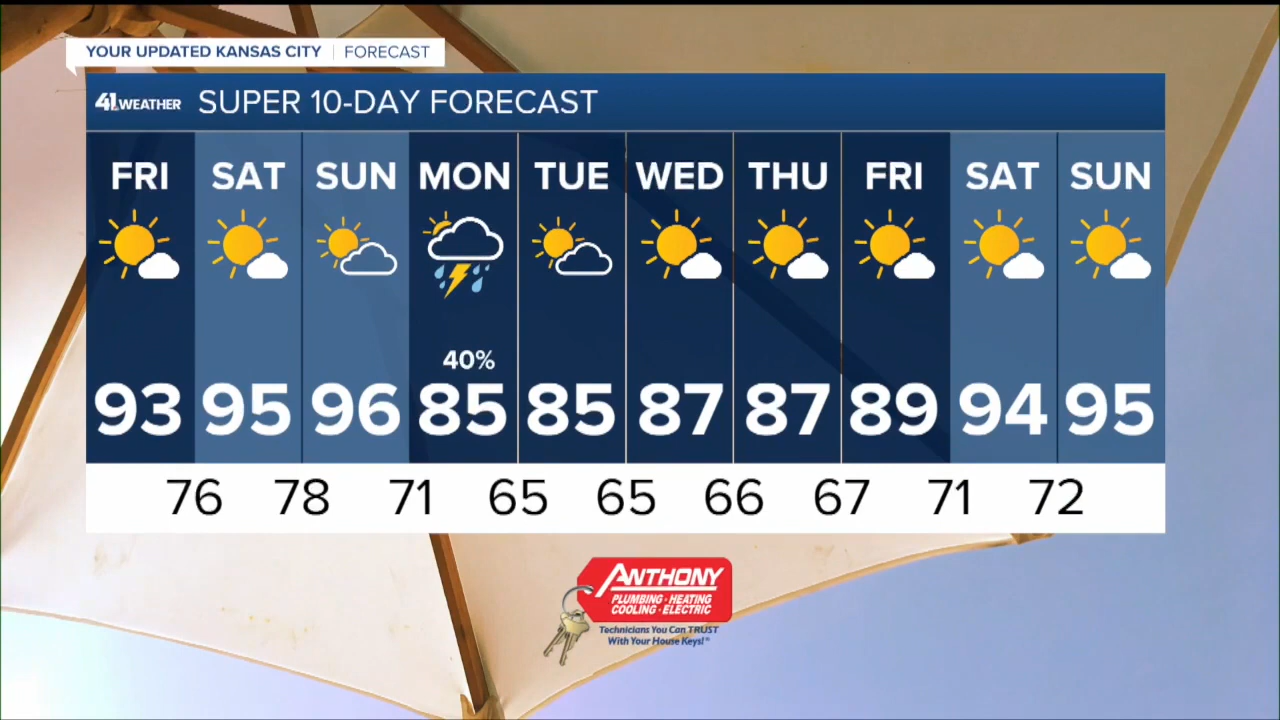 YOUR UPDATED KANSAS CITY | FORECAST
41 WEATHER SUPER 10-DAY FORECAST
FRI SAT SUN MON TUE WED THU FRI SAT SUN
40%
93 95 96 85 85 87 87 89 94 95
76 78 71 65 65 66 67 71 72
ANTHONY
PLUMBING · HEATING
COOLING · ELECTRIC
Technicians You Can TRUST
With Your House Keys!®